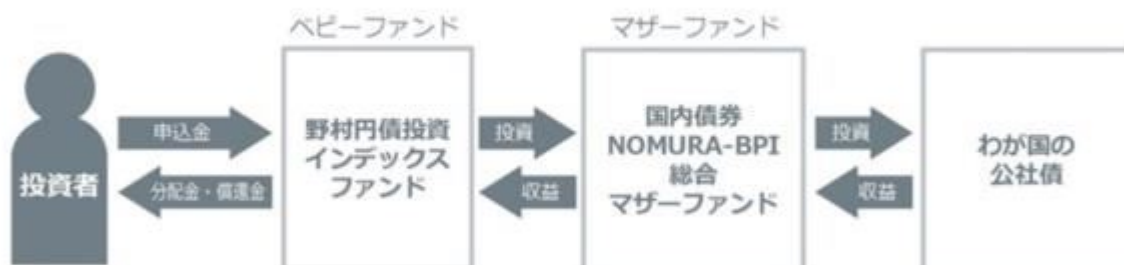 ベビーファンド
マザーファンド
投資者
申込金
分配金・償還金
野村円債投資
インデックス
ファンド
投資
収益
国内債券
NOMURA-BPI
総合
マザーファンド
投資
収益
わが国の
公社債